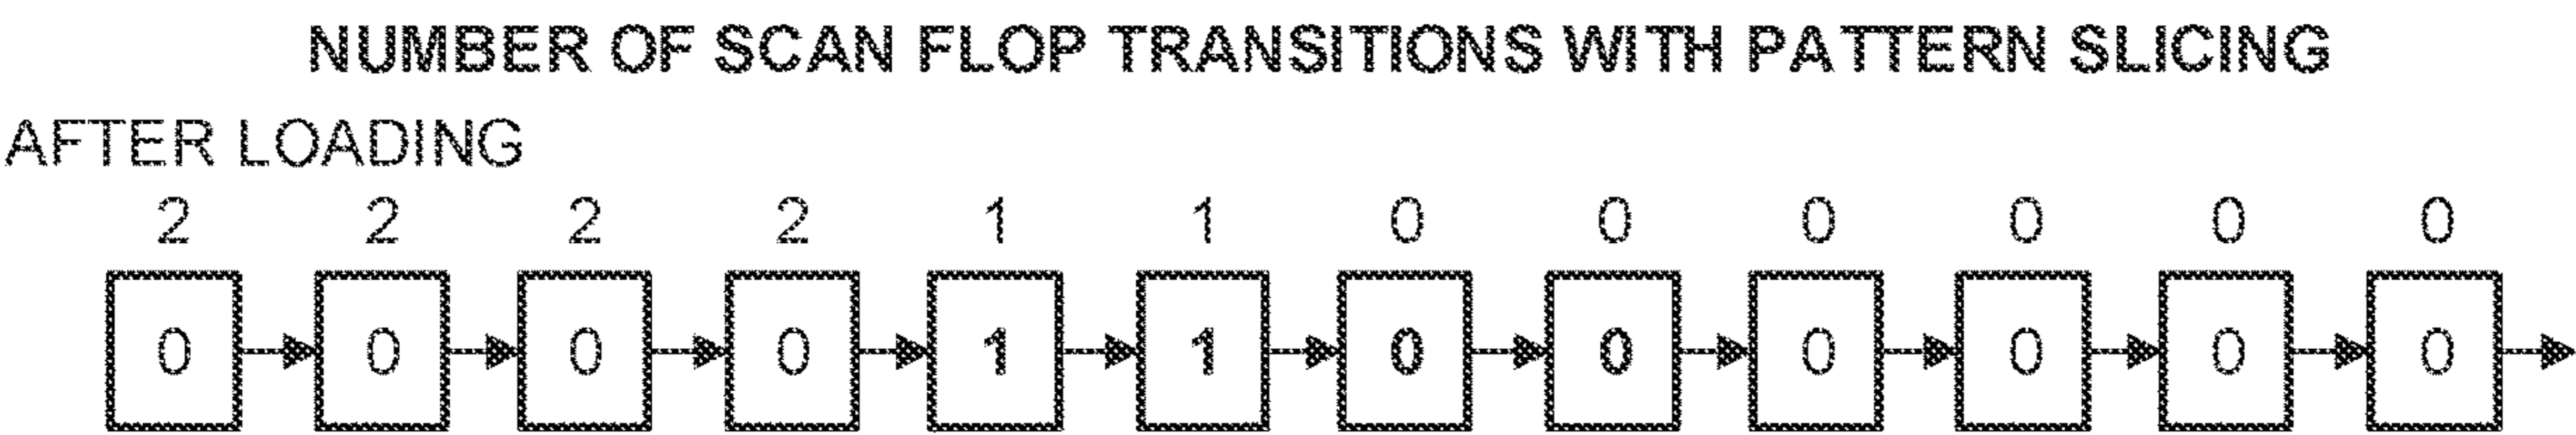 NUMBER OF SCAN FLOP TRANSITIONS WITH PATTERN SLICING
AFTER LOADING
2 2 2 2 1 1 0 0 0 0 0 0
0 0 0 0 1 1 0 0 0 0 0 0